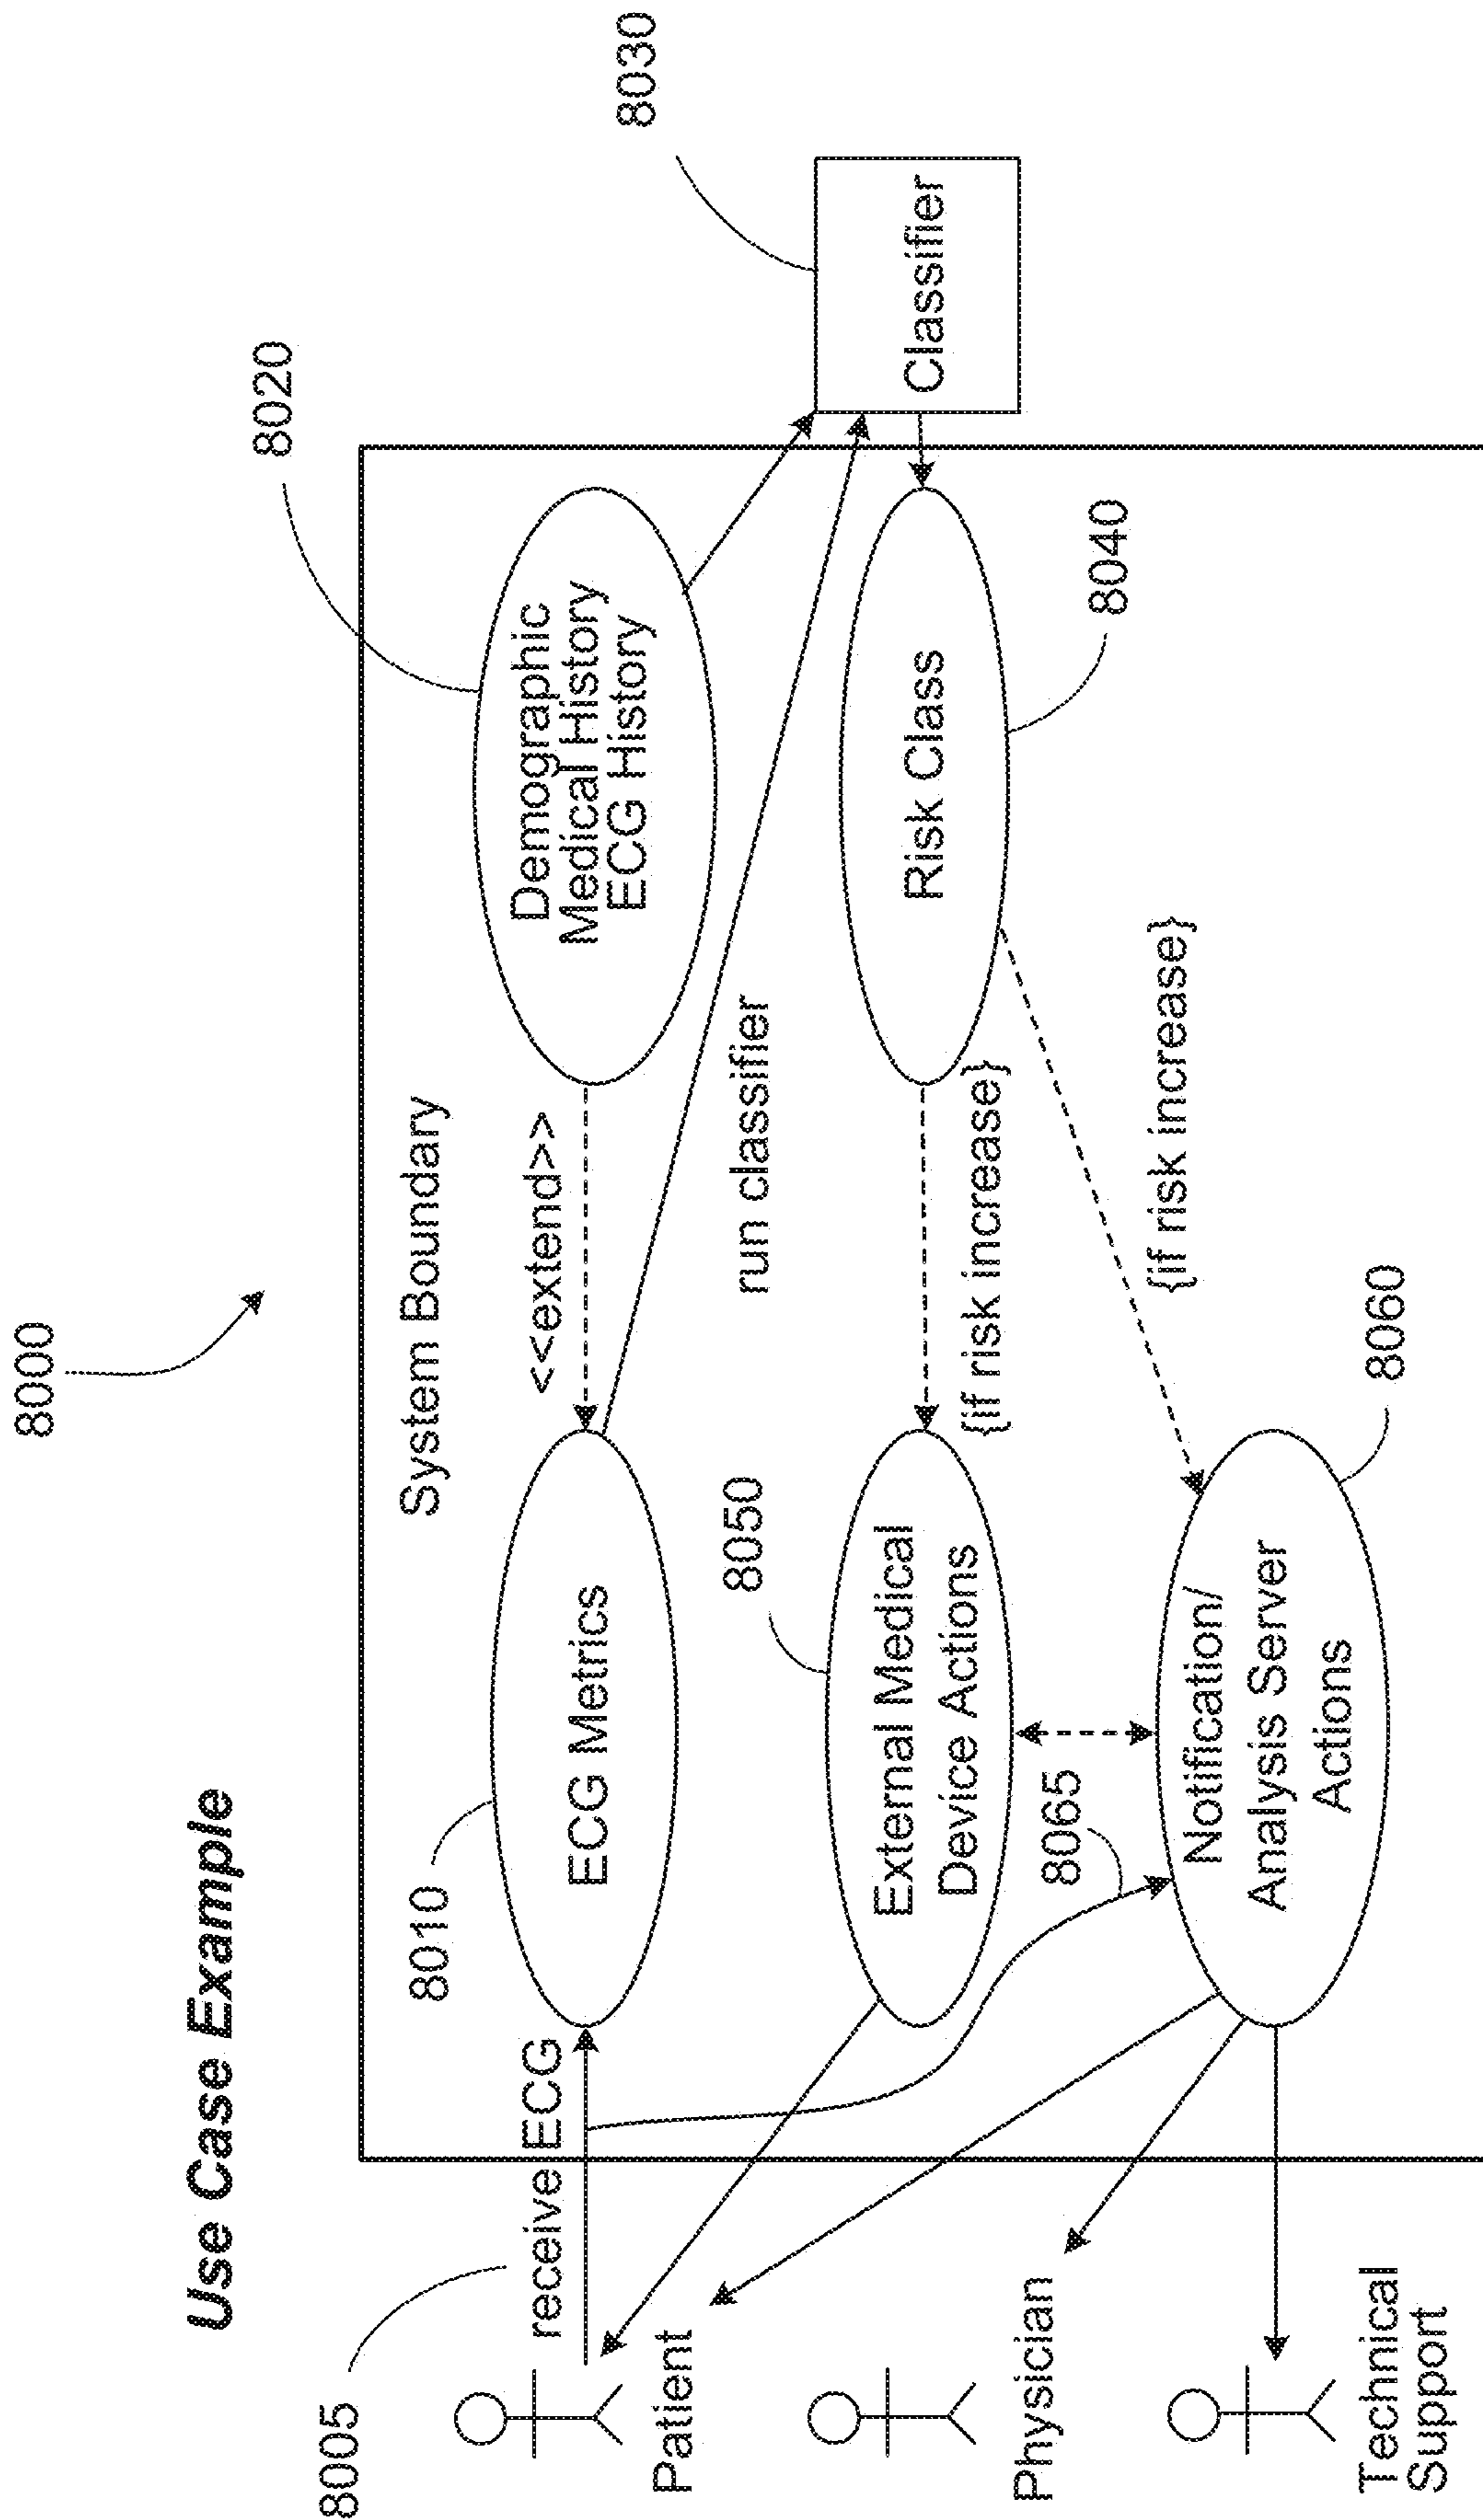 Use Case Example
8000
System Boundary
8005
receive ECG
Patient
Physician
Technical
Support
8010
ECG Metrics
<<extend>>
8020
Demographic
Medical History
ECG History
run classifier
8030
Classifier
8050
External Medical
Device Actions
{if risk increase}
Risk Class
8040
8065
Notification/
Analysis Server
Actions
8060
{if risk increase}